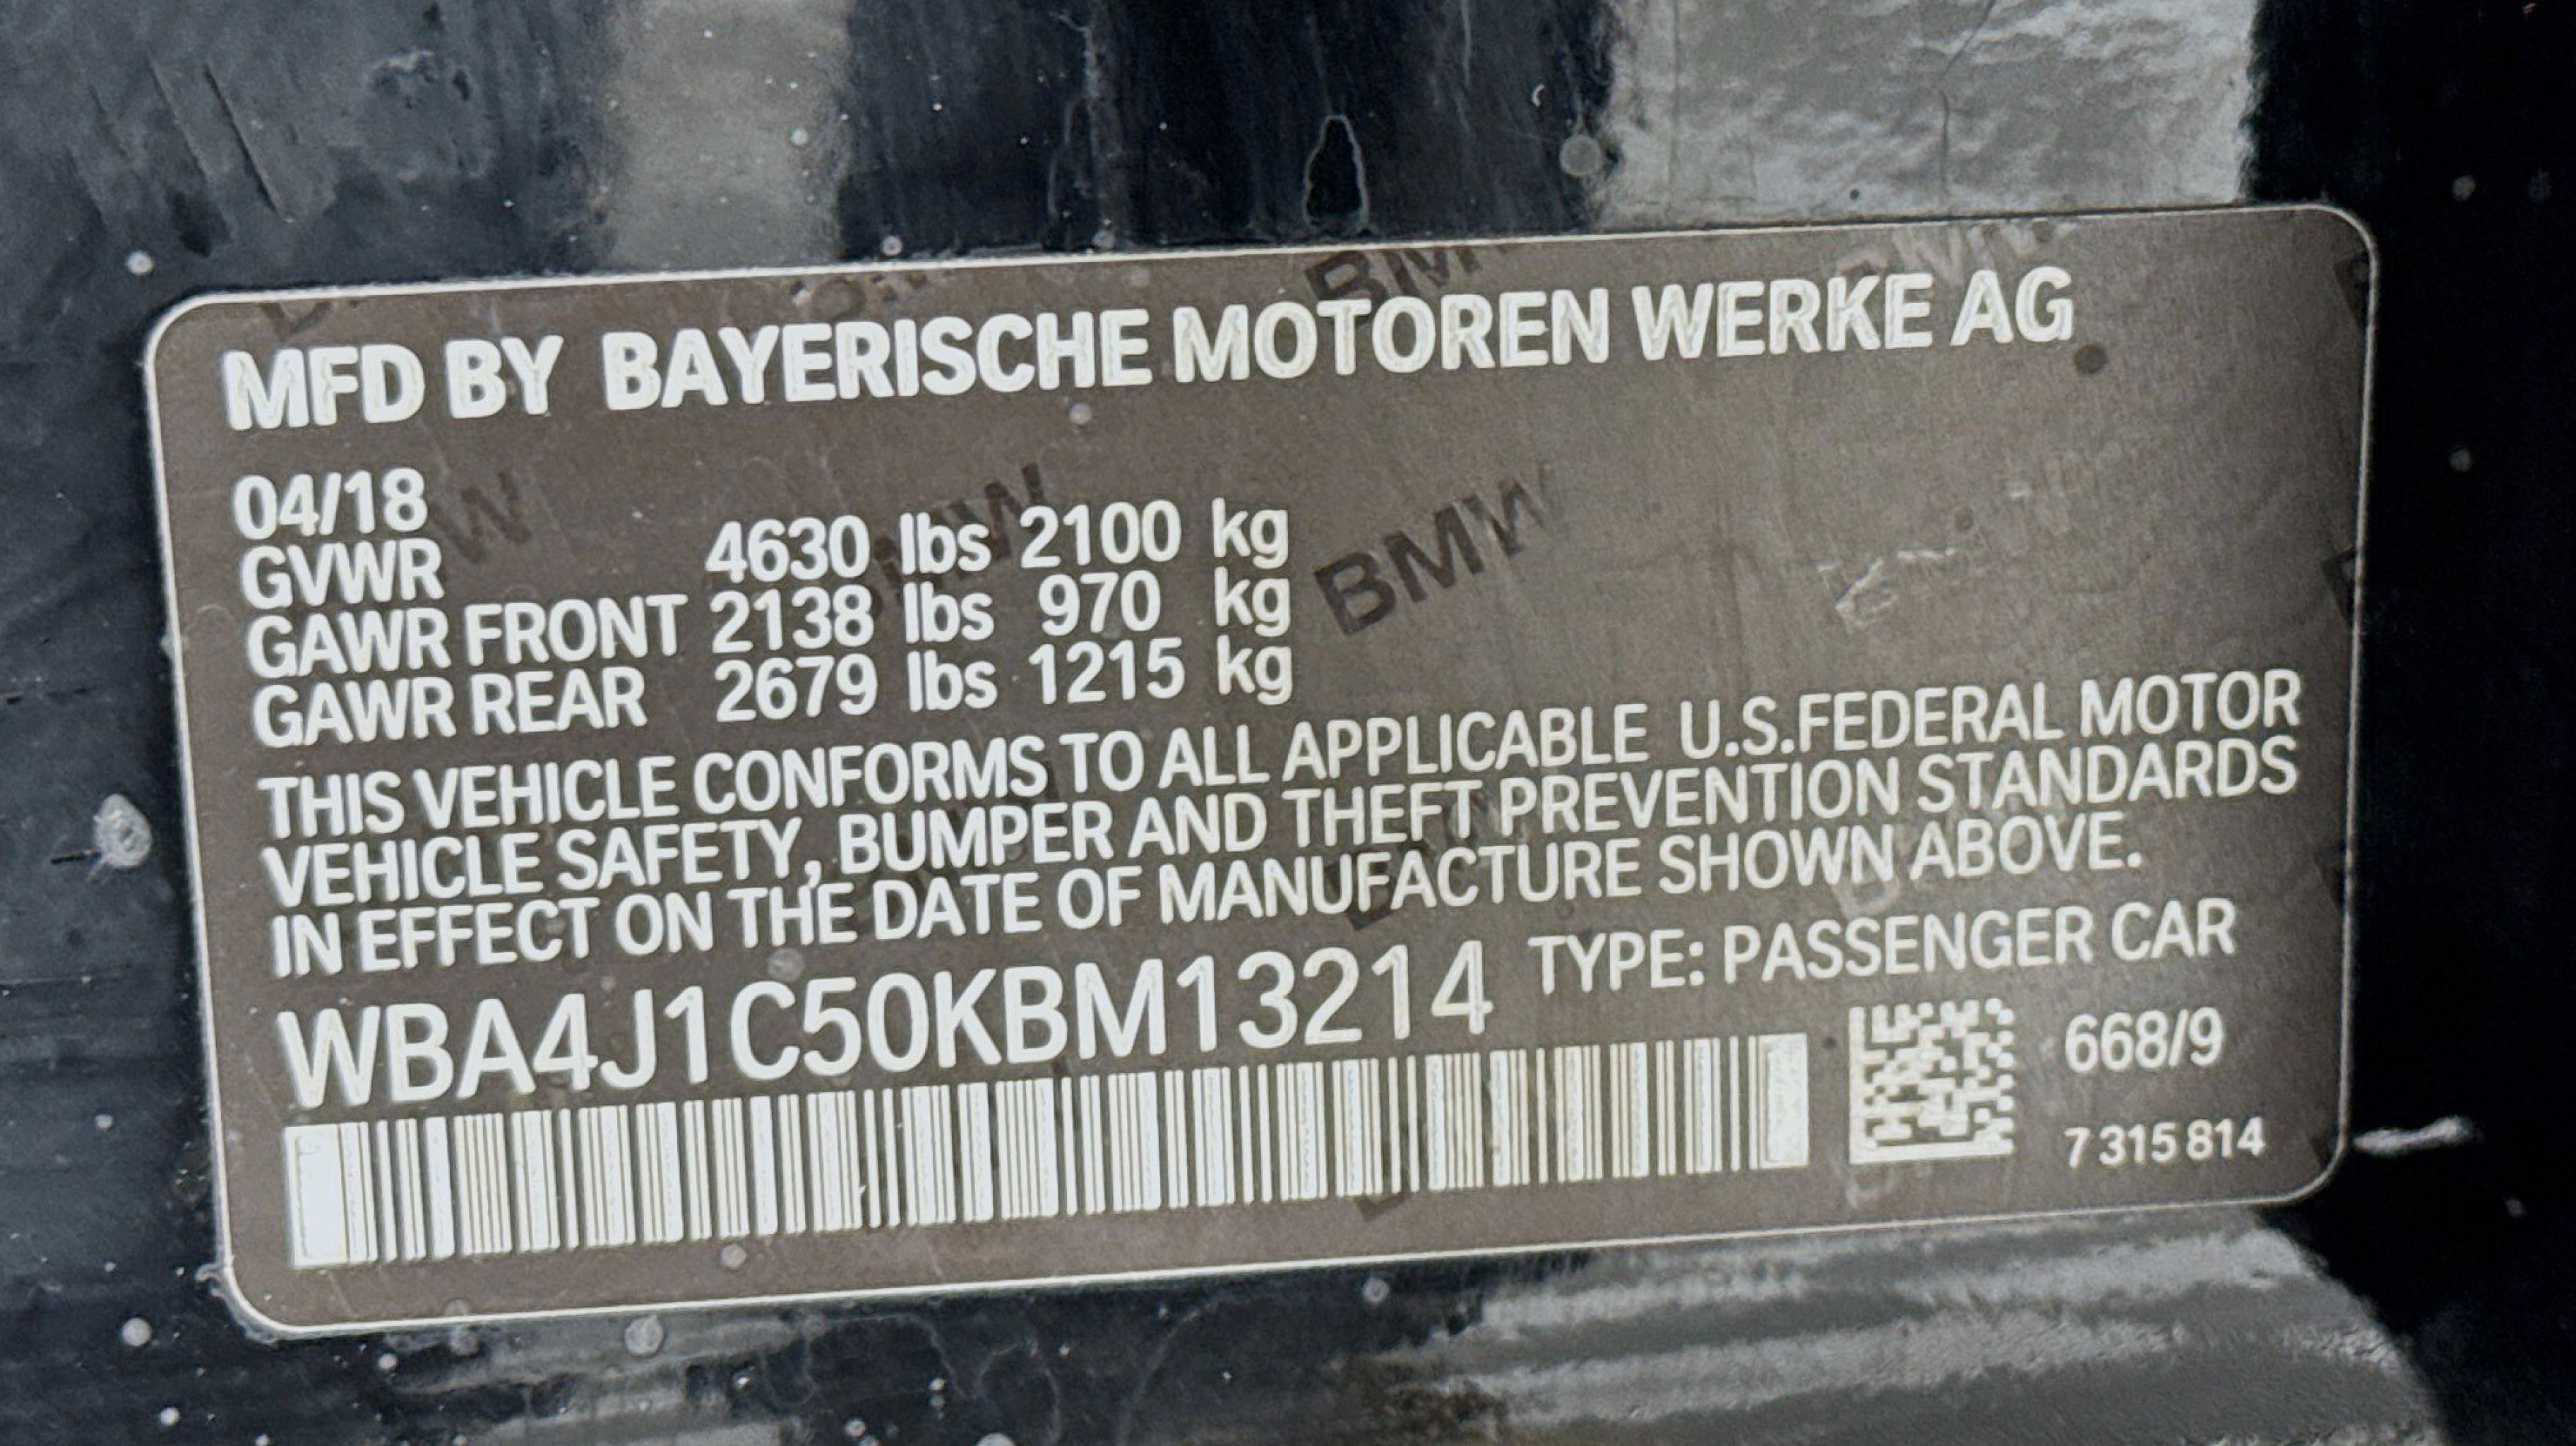 MFD BY BAYERISCHE MOTOREN WERKE AG
04/18
GVWR 4630 lbs 2100 kg
GAWR FRONT 2138 lbs 970 kg
GAWR REAR 2679 lbs 1215 kg
THIS VEHICLE CONFORMS TO ALL APPLICABLE U.S.FEDERAL MOTOR
VEHICLE SAFETY, BUMPER AND THEFT PREVENTION STANDARDS
IN EFFECT ON THE DATE OF MANUFACTURE SHOWN ABOVE.
WBA4J1C50KBM13214 TYPE: PASSENGER CAR
668/9
7 315 814
BMW
BMW
BMW